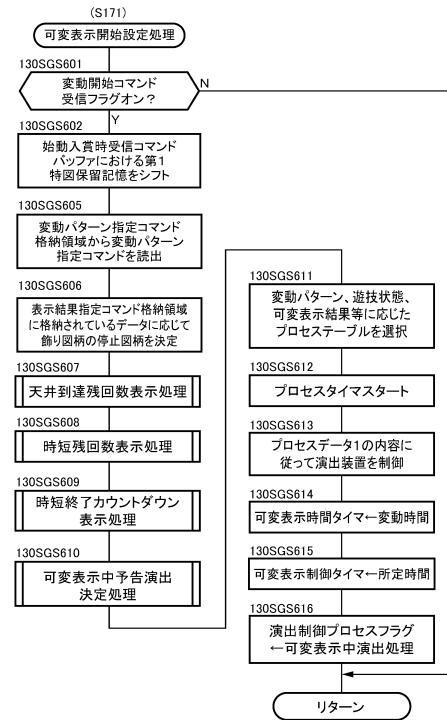 (S171)
可変表示開始設定処理
130SGS601
変動開始コマンド
受信フラグオン？
N
Y
130SGS602
始動入賞時受信コマンド
バッファにおける第1
特図保留記憶をシフト
130SGS605
変動パターン指定コマンド
格納領域から変動パターン
指定コマンドを読出
130SGS606
表示結果指定コマンド格納領域
に格納されているデータに応じて
飾り図柄の停止図柄を決定
130SGS607
天井到達残回数表示処理
130SGS608
時短残回数表示処理
130SGS609
時短終了カウントダウン
表示処理
130SGS610
可変表示中予告演出
決定処理
130SGS611
変動パターン、遊技状態、
可変表示結果等に応じた
プロセステーブルを選択
130SGS612
プロセスタイマスタート
130SGS613
プロセスデータ1の内容に
従って演出装置を制御
130SGS614
可変表示時間タイマ←変動時間
130SGS615
可変表示制御タイマ←所定時間
130SGS616
演出制御プロセスフラグ
←可変表示中演出処理
リターン